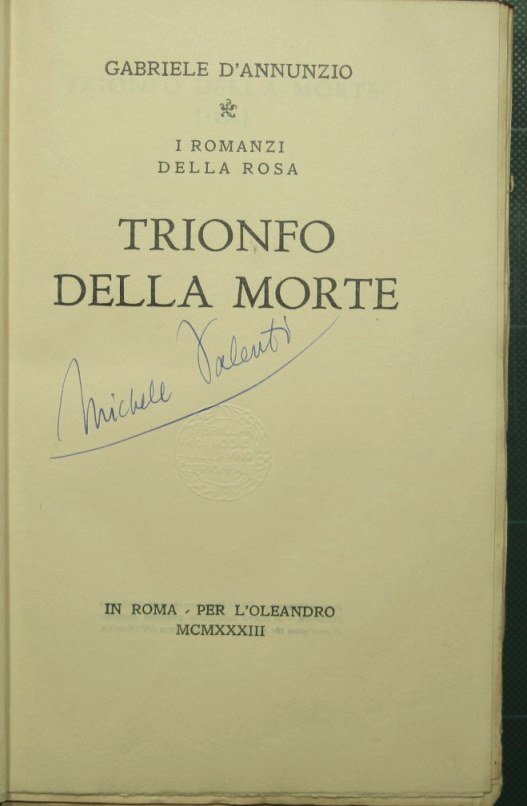 GABRIELE D'ANNUNZIO
I ROMANZI
DELLA ROSA
TRIONFO
DELLA MORTE
Michele Valenti
IN ROMA - PER L'OLEANDRO
MCMXXXIII